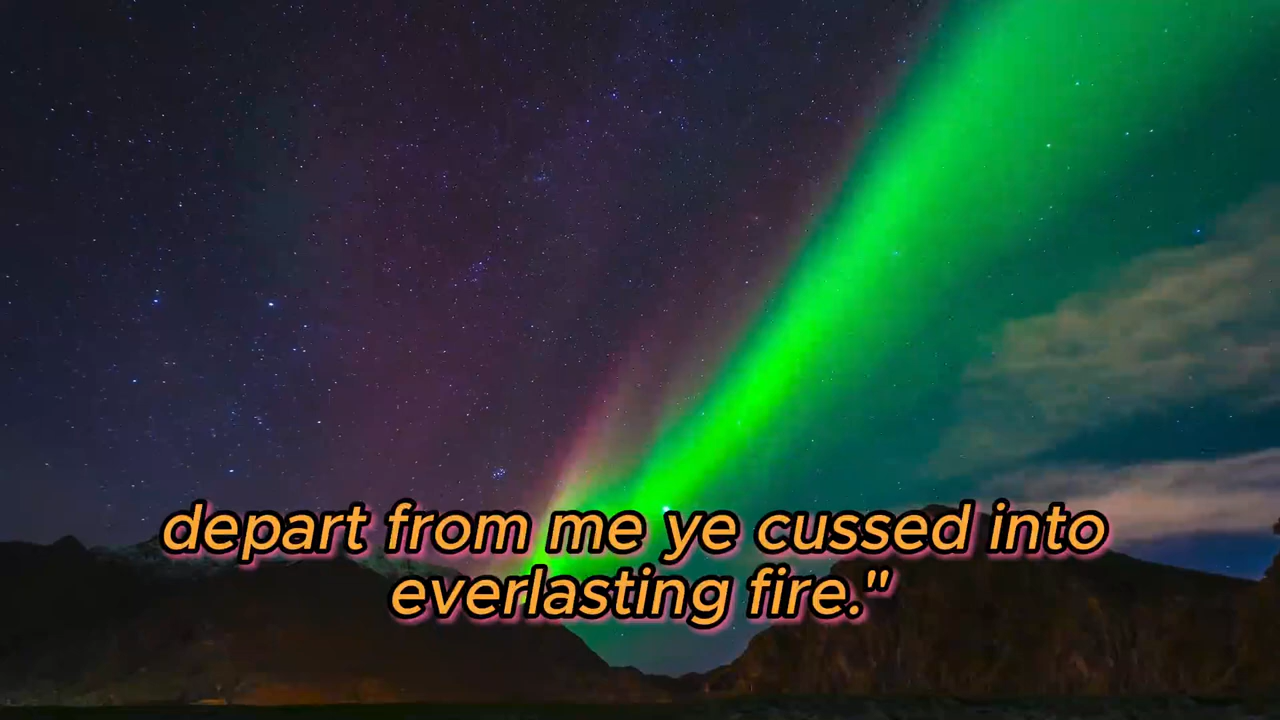 depart from me ye cussed into
everlasting fire."